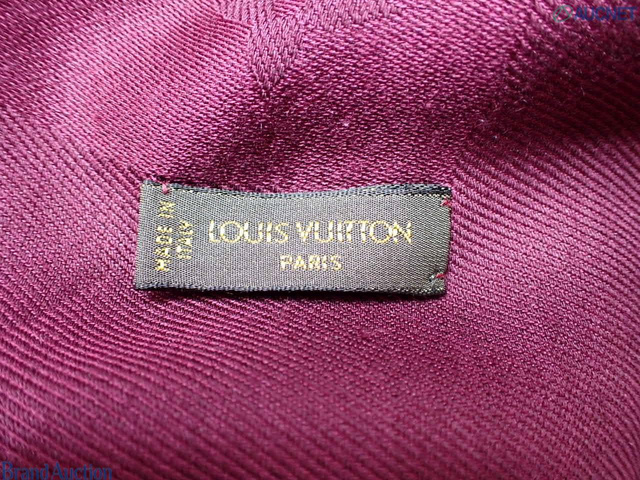 MADE IN
ITALY
LOUIS VUITTON
PARIS
Brand Auction